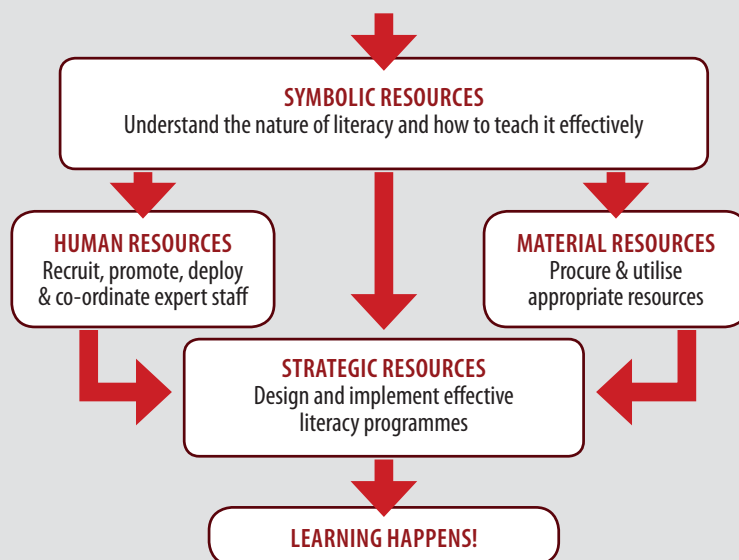 SYMBOLIC RESOURCES
Understand the nature of literacy and how to teach it effectively
HUMAN RESOURCES
Recruit, promote, deploy
& co-ordinate expert staff
MATERIAL RESOURCES
Procure & utilise
appropriate resources
STRATEGIC RESOURCES
Design and implement effective
literacy programmes
LEARNING HAPPENS!